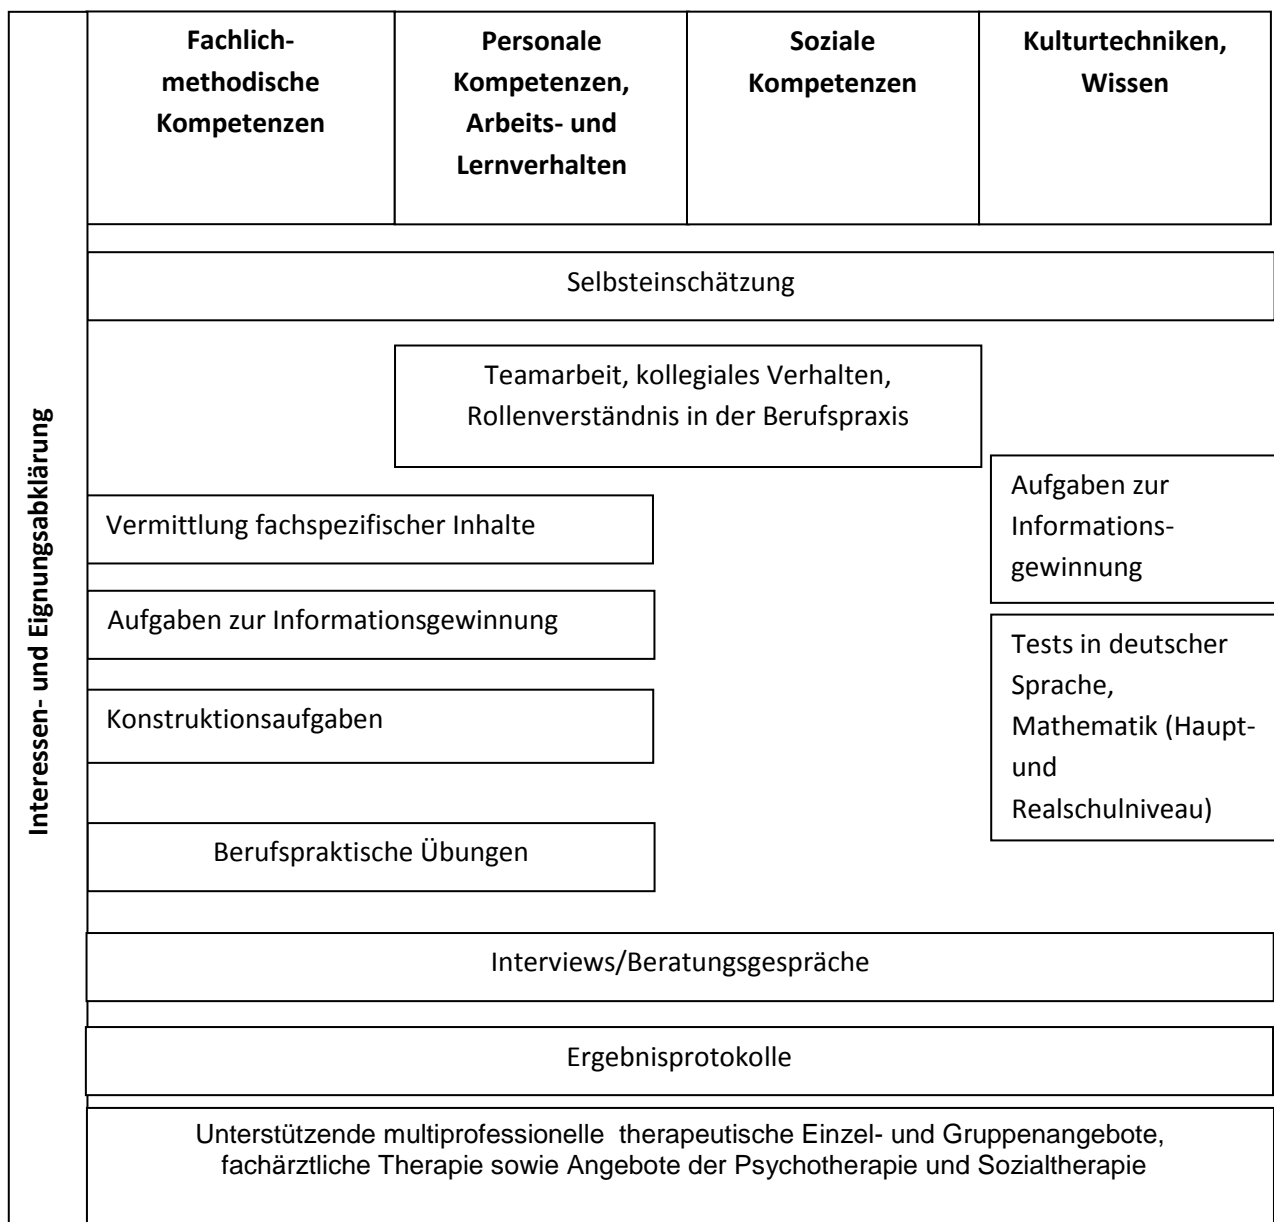 Interessen- und Eignungsabklärung
Fachlich-
methodische
Kompetenzen
Personale
Kompetenzen,
Arbeits- und
Lernverhalten
Soziale
Kompetenzen
Kulturtechniken,
Wissen
Selbsteinschätzung
Teamarbeit, kollegiales Verhalten,
Rollenverständnis in der Berufspraxis
Vermittlung fachspezifischer Inhalte
Aufgaben zur Informationsgewinnung
Konstruktionsaufgaben
Berufspraktische Übungen
Aufgaben zur
Informations-
gewinnung
Tests in deutscher
Sprache,
Mathematik (Haupt-
und
Realschulniveau)
Interviews/Beratungsgespräche
Ergebnisprotokolle
Unterstützende multiprofessionelle therapeutische Einzel- und Gruppenangebote,
fachärztliche Therapie sowie Angebote der Psychotherapie und Sozialtherapie